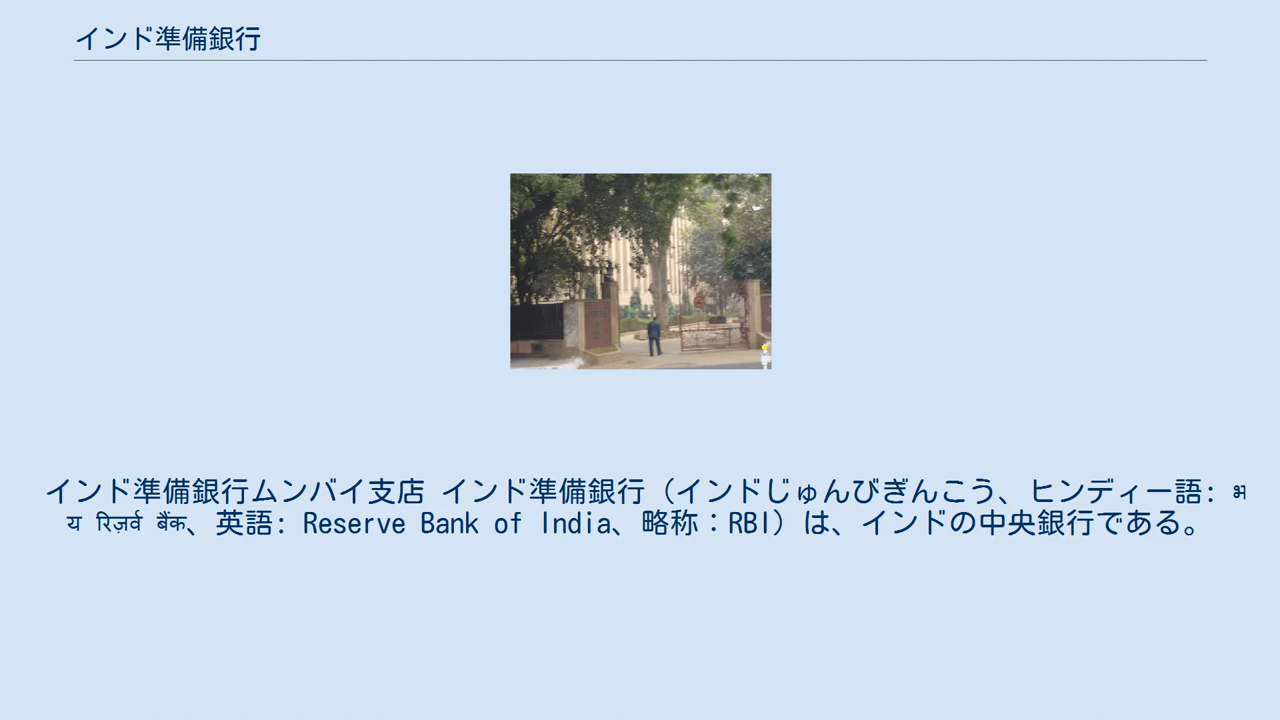 インド準備銀行
インド準備銀行ムンバイ支店 インド準備銀行（インドじゅんびぎんこう、ヒンディー語: भ
य रिज़र्व बैंक、英語: Reserve Bank of India、略称：RBI）は、インドの中央銀行である。